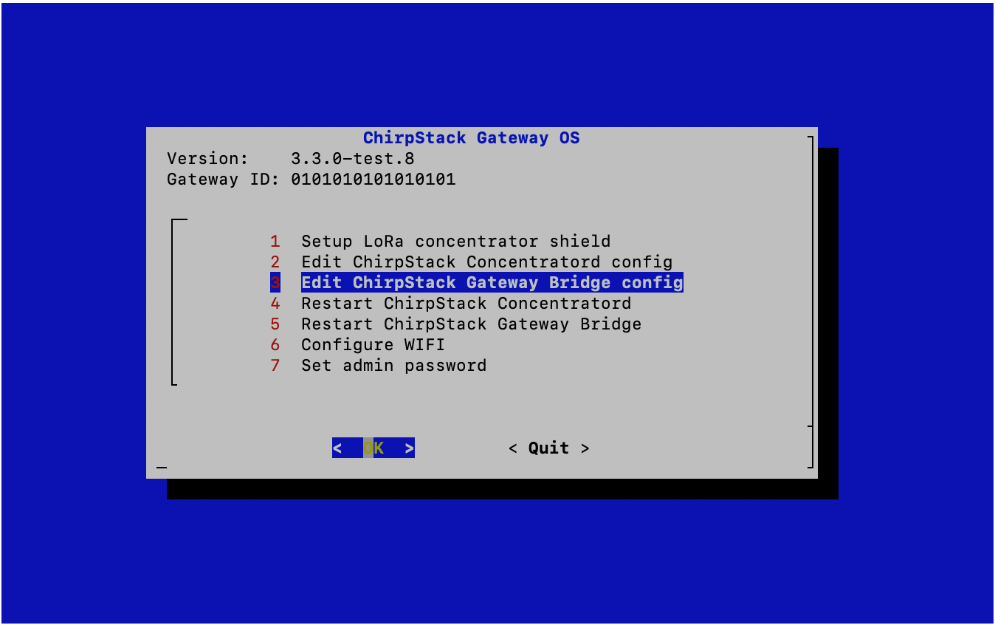 ChirpStack Gateway OS
Version: 3.3.0-test.8
Gateway ID: 0101010101010101
1 Setup LoRa concentrator shield
2 Edit ChirpStack Concentratord config
3 Edit ChirpStack Gateway Bridge config
4 Restart ChirpStack Concentratord
5 Restart ChirpStack Gateway Bridge
6 Configure WIFI
7 Set admin password
< OK > < Quit >